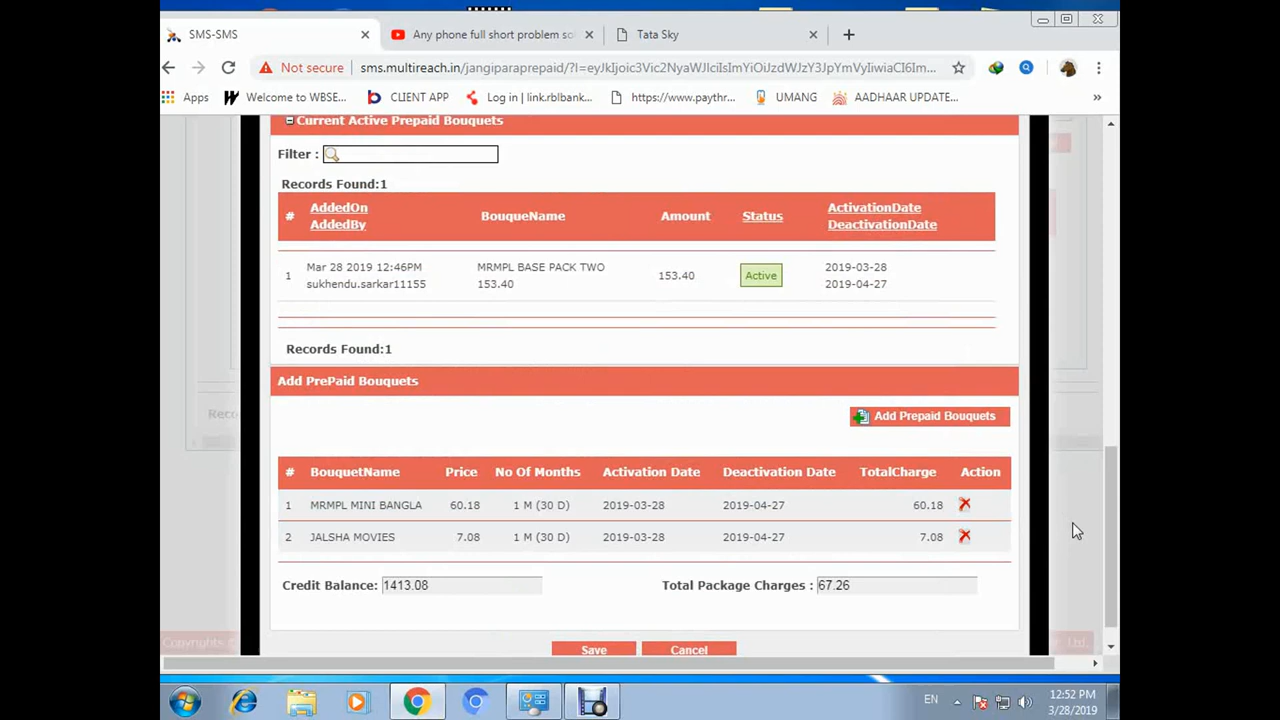 SMS-SMS
Any phone full short problem so
Tata Sky
Not secure
sms.multireach.in/jangiparaprepaid/?l=eyJkIjoic3Vic2NyaWJlciIsImYiOiJzdWJzY3JpYmVyIiwiaCI6Im...
Apps
Welcome to WBSE...
CLIENT APP
Log in | link.rblbank...
https://www.paythr...
UMANG
AADHAAR UPDATE...
»
Current Active Prepaid Bouquets
Filter :
Records Found:1
# AddedOn AddedBy BouqueName Amount Status ActivationDate DeactivationDate
1 Mar 28 2019 12:46PM MRMPL BASE PACK TWO 153.40 Active 2019-03-28
sukhendu.sarkar11155 153.40 2019-04-27
Records Found:1
Add PrePaid Bouquets
Add Prepaid Bouquets
# BouquetName Price No Of Months Activation Date Deactivation Date TotalCharge Action
1 MRMPL MINI BANGLA 60.18 1 M (30 D) 2019-03-28 2019-04-27 60.18
2 JALSHA MOVIES 7.08 1 M (30 D) 2019-03-28 2019-04-27 7.08
Credit Balance: 1413.08 Total Package Charges : 67.26
Save Cancel
Reco
Copyrights
Ltd.
EN
12:52 PM
3/28/2019